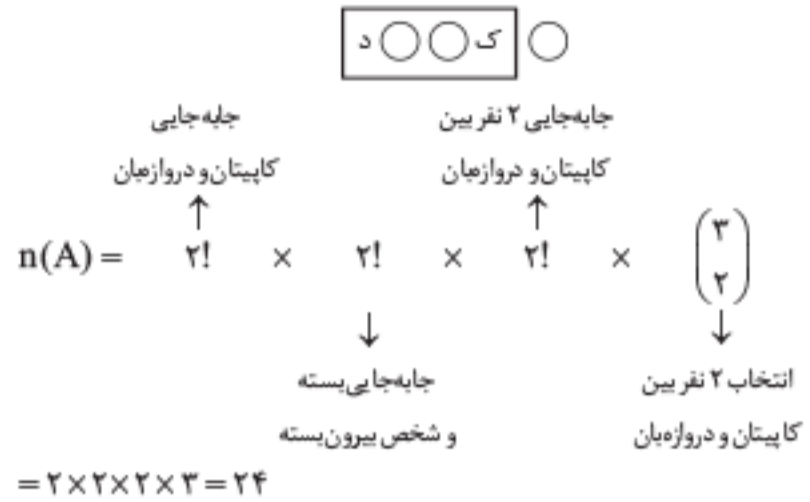 د ◯ ◯ ک ◯
جابه‌جایی
کاپیتان و دروازه‌بان
جابه‌جایی ۲ نفر بین
کاپیتان و دروازه‌بان
n(A) = ۲! × ۲! × ۲! × (۳ ۲)
جابه‌جایی بسته
و شخص بیرون بسته
انتخاب ۲ نفر بین
کاپیتان و دروازه‌بان
= ۲ × ۲ × ۲ × ۳ = ۲۴